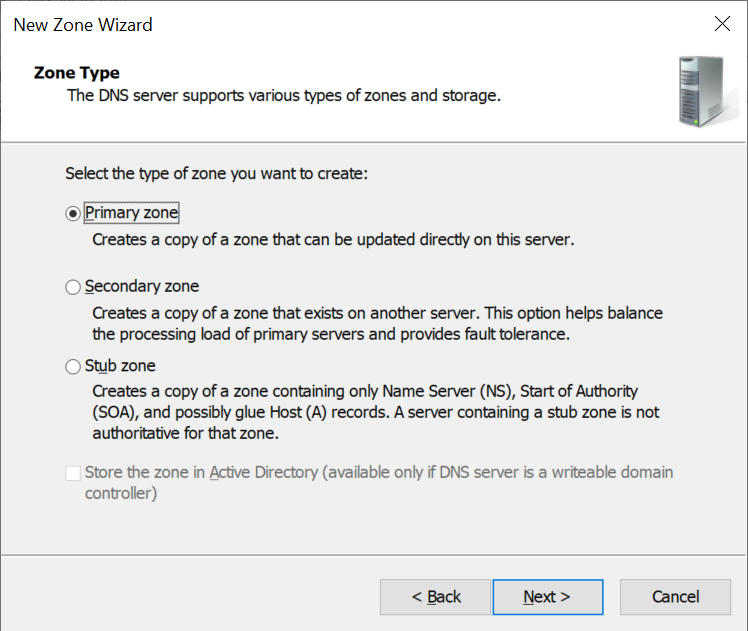 New Zone Wizard
Zone Type
The DNS server supports various types of zones and storage.
Select the type of zone you want to create:
Primary zone
Creates a copy of a zone that can be updated directly on this server.
Secondary zone
Creates a copy of a zone that exists on another server. This option helps balance
the processing load of primary servers and provides fault tolerance.
Stub zone
Creates a copy of a zone containing only Name Server (NS), Start of Authority
(SOA), and possibly glue Host (A) records. A server containing a stub zone is not
authoritative for that zone.
Store the zone in Active Directory (available only if DNS server is a writeable domain
controller)
< Back
Next >
Cancel